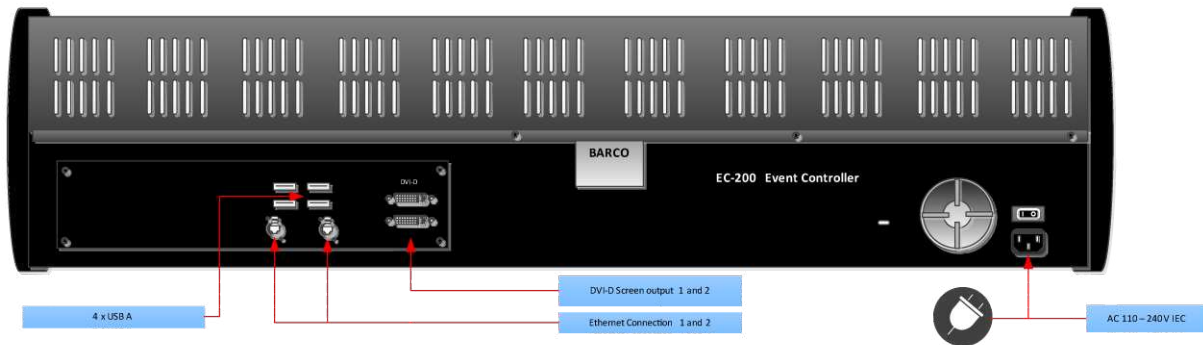 BARCO
EC-200 Event Controller
DVI-D
DVI-D Screen output 1 and 2
4 x USB A
Ethernet Connection 1 and 2
AC 110 – 240 V IEC